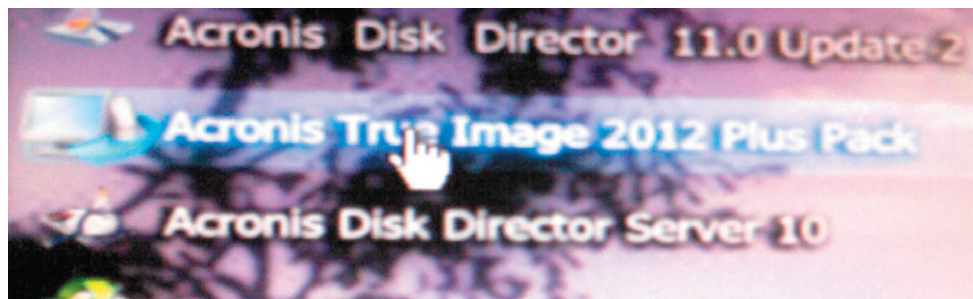 Acronis Disk Director 11.0 Update 2
Acronis True Image 2012 Plus Pack
Acronis Disk Director Server 10